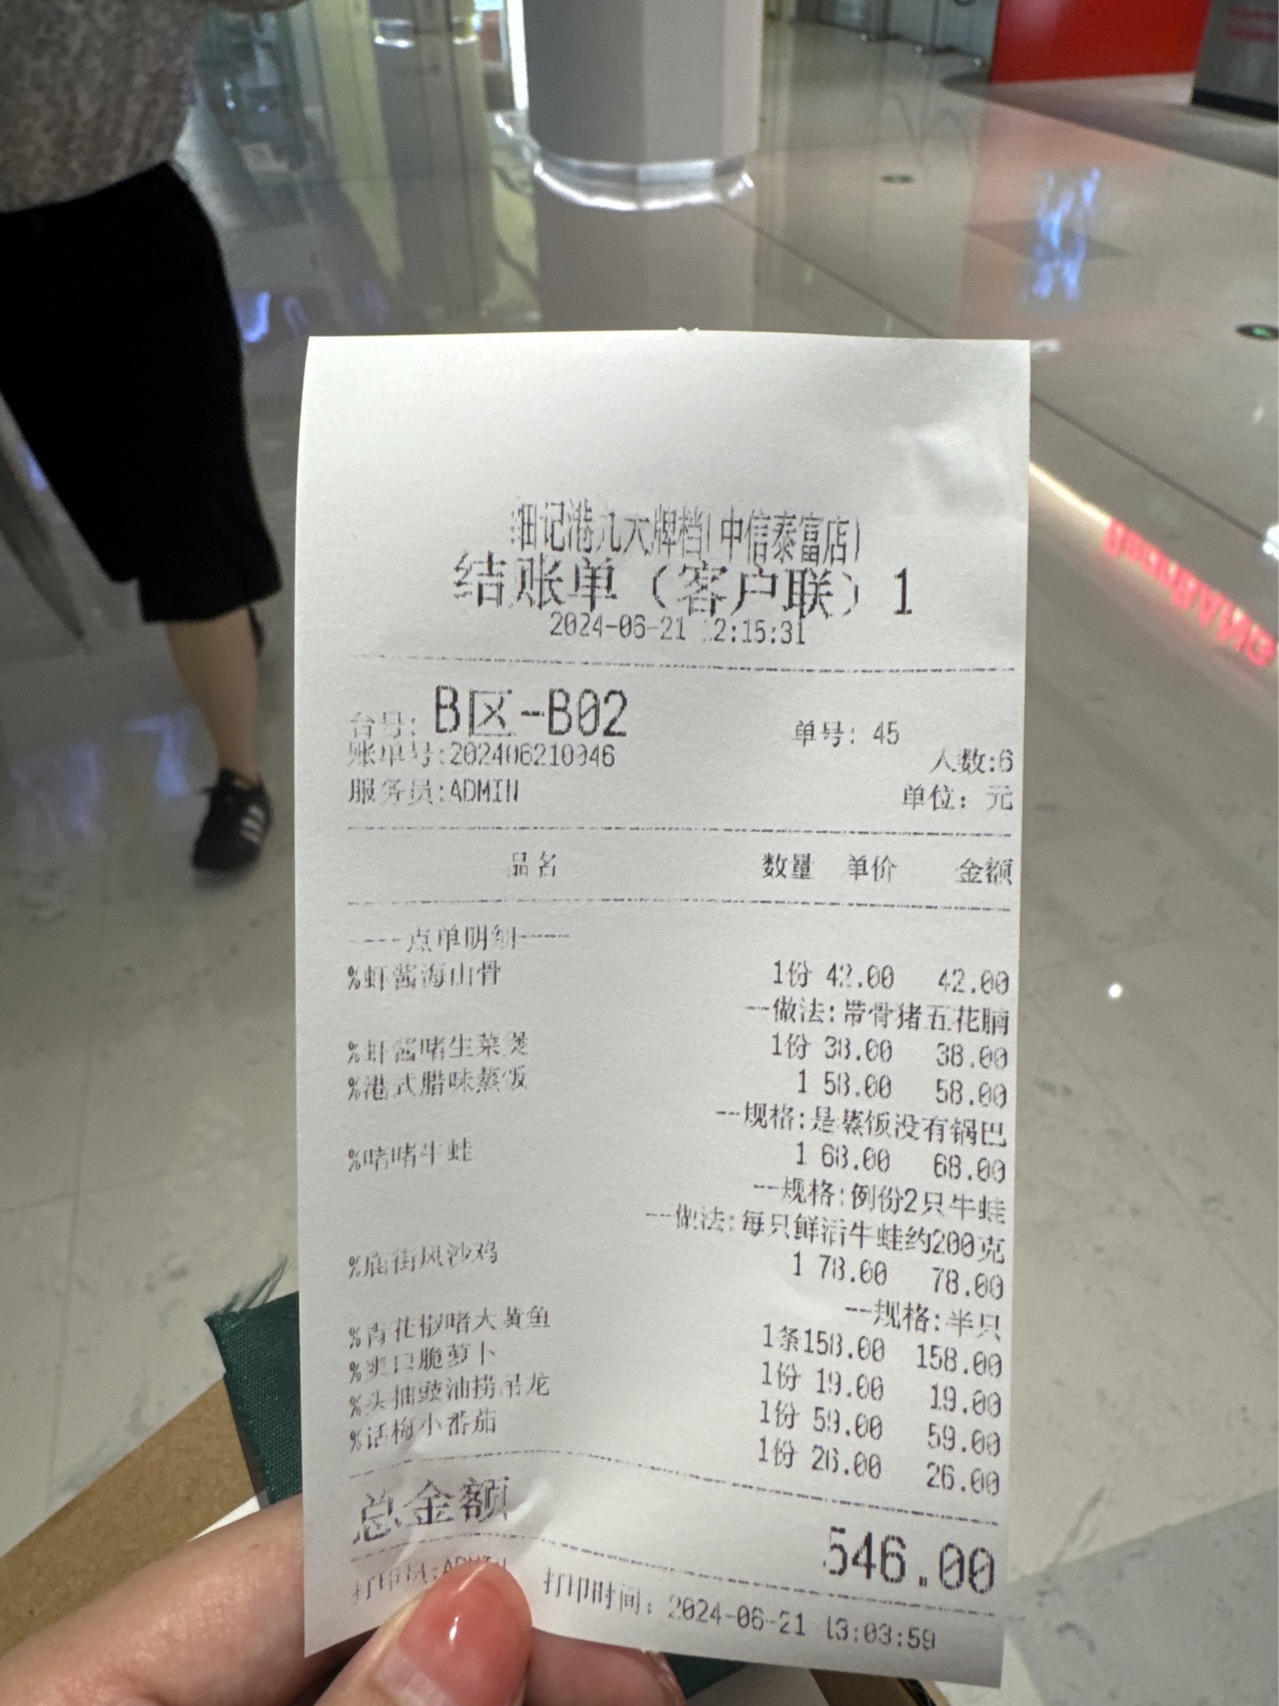 细记港九大牌档(中信泰富店)
结账单（客户联）1
2024-06-21 12:15:31
台号: B区-B02 单号: 45
账单号:202406210046 人数:6
服务员:ADMIN 单位: 元
品名 数量 单价 金额
----点单明细----
%虾酱海山骨 1份 42.00 42.00
--做法:带骨猪五花腩
%虾酱啫生菜煲 1份 38.00 38.00
%港式腊味蒸饭 1 58.00 58.00
--规格:是蒸饭没有锅巴
%啫啫牛蛙 1 68.00 68.00
--规格:例份2只牛蛙
--做法:每只鲜活牛蛙约200克
%庙街风沙鸡 1 78.00 78.00
--规格:半只
%青花椒啫大黄鱼 1条158.00 158.00
%爽口脆萝卜 1份 19.00 19.00
%头抽豉油捞吊龙 1份 59.00 59.00
%话梅小番茄 1份 26.00 26.00
总金额 546.00
打印员:ADMIN 打印时间: 2024-06-21 13:03:59